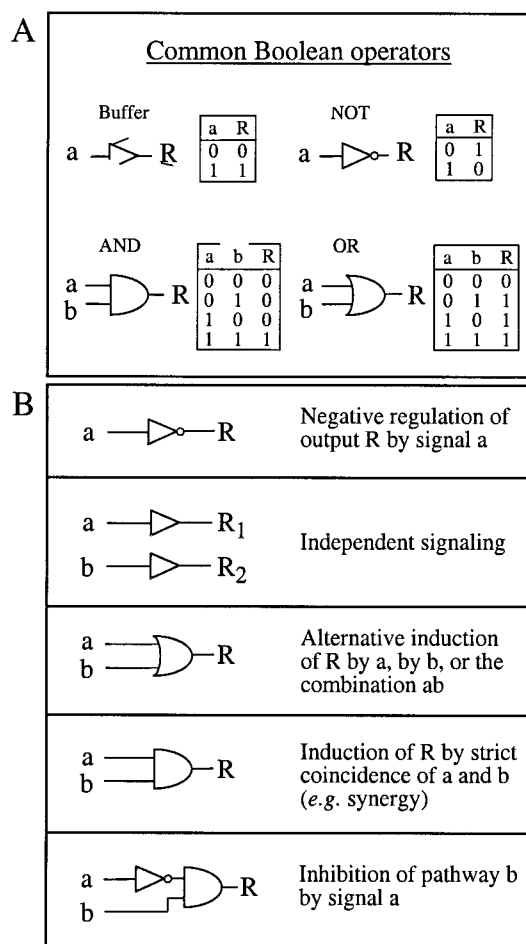 A
Common Boolean operators
Buffer
a R
a R
0 0
1 1
NOT
a R
a R
0 1
1 0
AND
a
b
R
a b R
0 0 0
0 1 0
1 0 0
1 1 1
OR
a
b
R
a b R
0 0 0
0 1 1
1 0 1
1 1 1
B
a R
Negative regulation of
output R by signal a
a R1
b R2
Independent signaling
a
b
R
Alternative induction
of R by a, by b, or the
combination ab
a
b
R
Induction of R by strict
coincidence of a and b
(e.g. synergy)
a
b
R
Inhibition of pathway b
by signal a